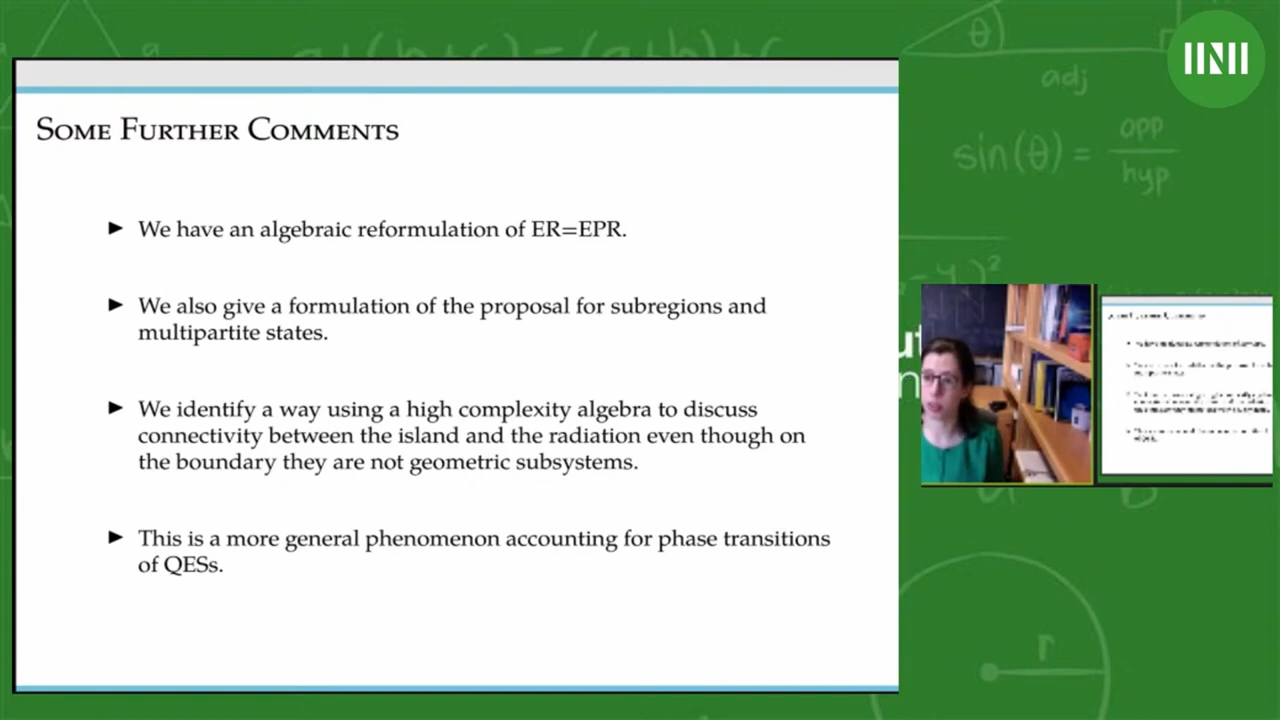 SOME FURTHER COMMENTS
► We have an algebraic reformulation of ER=EPR.
► We also give a formulation of the proposal for subregions and
multipartite states.
► We identify a way using a high complexity algebra to discuss
connectivity between the island and the radiation even though on
the boundary they are not geometric subsystems.
► This is a more general phenomenon accounting for phase transitions
of QESs.
θ
adj
sin(θ) = opp
hyp
r